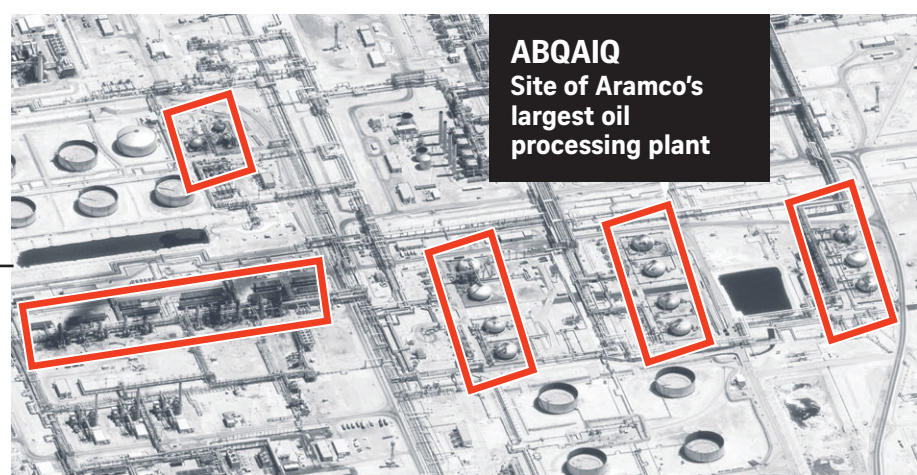 ABQAIQ
Site of Aramco's
largest oil
processing plant